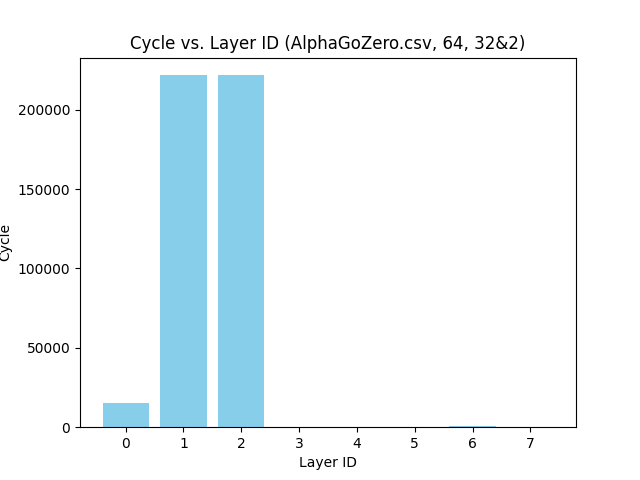 Cycle vs. Layer ID (AlphaGoZero.csv, 64, 32&2)
200000
150000
100000
50000
0
Cycle
0 1 2 3 4 5 6 7
Layer ID